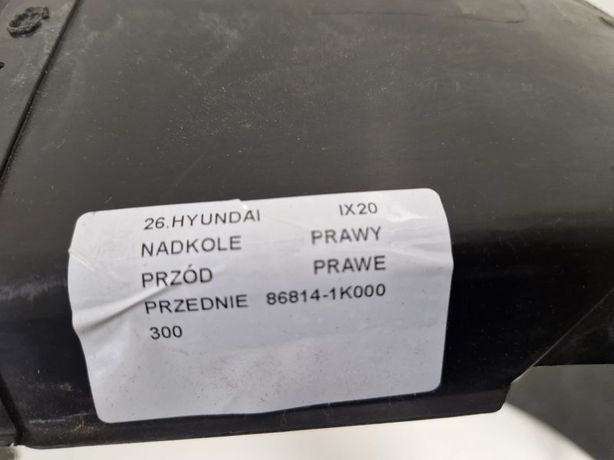 26.HYUNDAI IX20
NADKOLE PRAWY
PRZÓD PRAWE
PRZEDNIE 86814-1K000
300